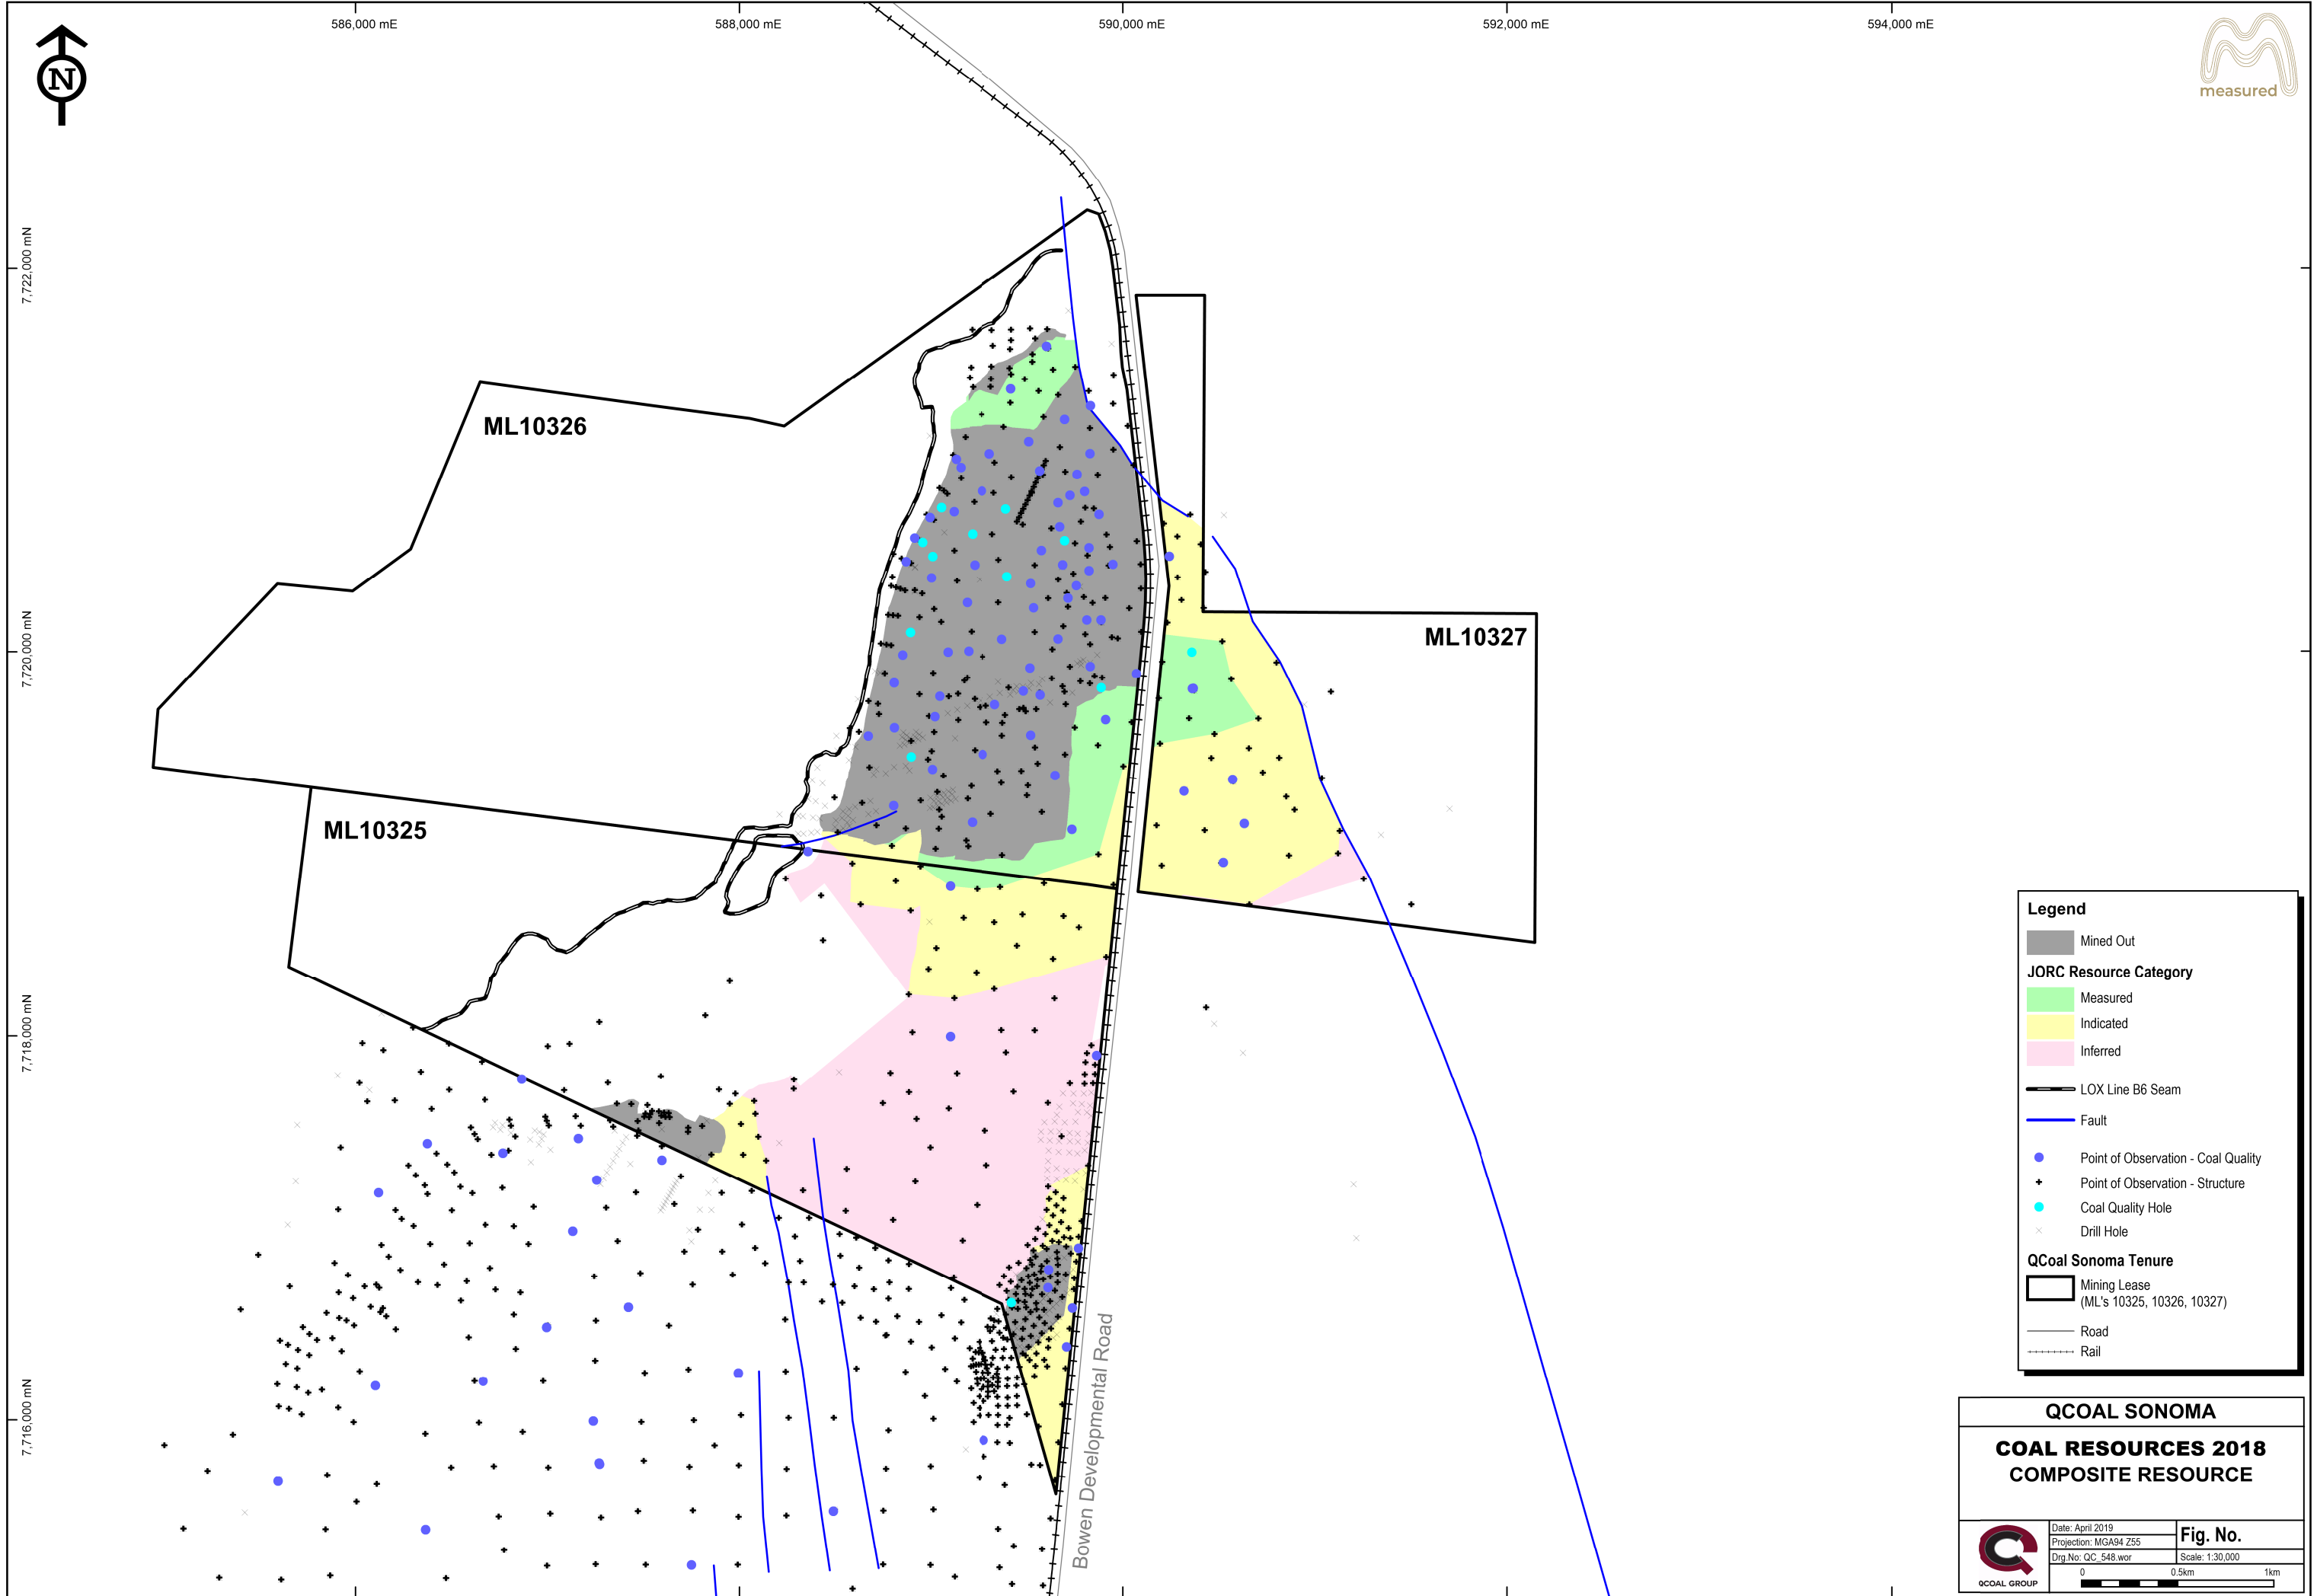 586,000 mE
588,000 mE
590,000 mE
592,000 mE
594,000 mE
N
measured
7,722,000 mN
ML10326
7,720,000 mN
ML10327
ML10325
7,718,000 mN
7,716,000 mN
Bowen Developmental Road
Legend
Mined Out
JORC Resource Category
Measured
Indicated
Inferred
LOX Line B6 Seam
Fault
Point of Observation - Coal Quality
Point of Observation - Structure
Coal Quality Hole
Drill Hole
QCoal Sonoma Tenure
Mining Lease
(ML's 10325, 10326, 10327)
Road
Rail
QCOAL SONOMA
COAL RESOURCES 2018
COMPOSITE RESOURCE
QCOAL GROUP
Date: April 2019
Projection: MGA94 Z55
Drg.No: QC_548.wor
Fig. No.
Scale: 1:30,000
0 0.5km 1km